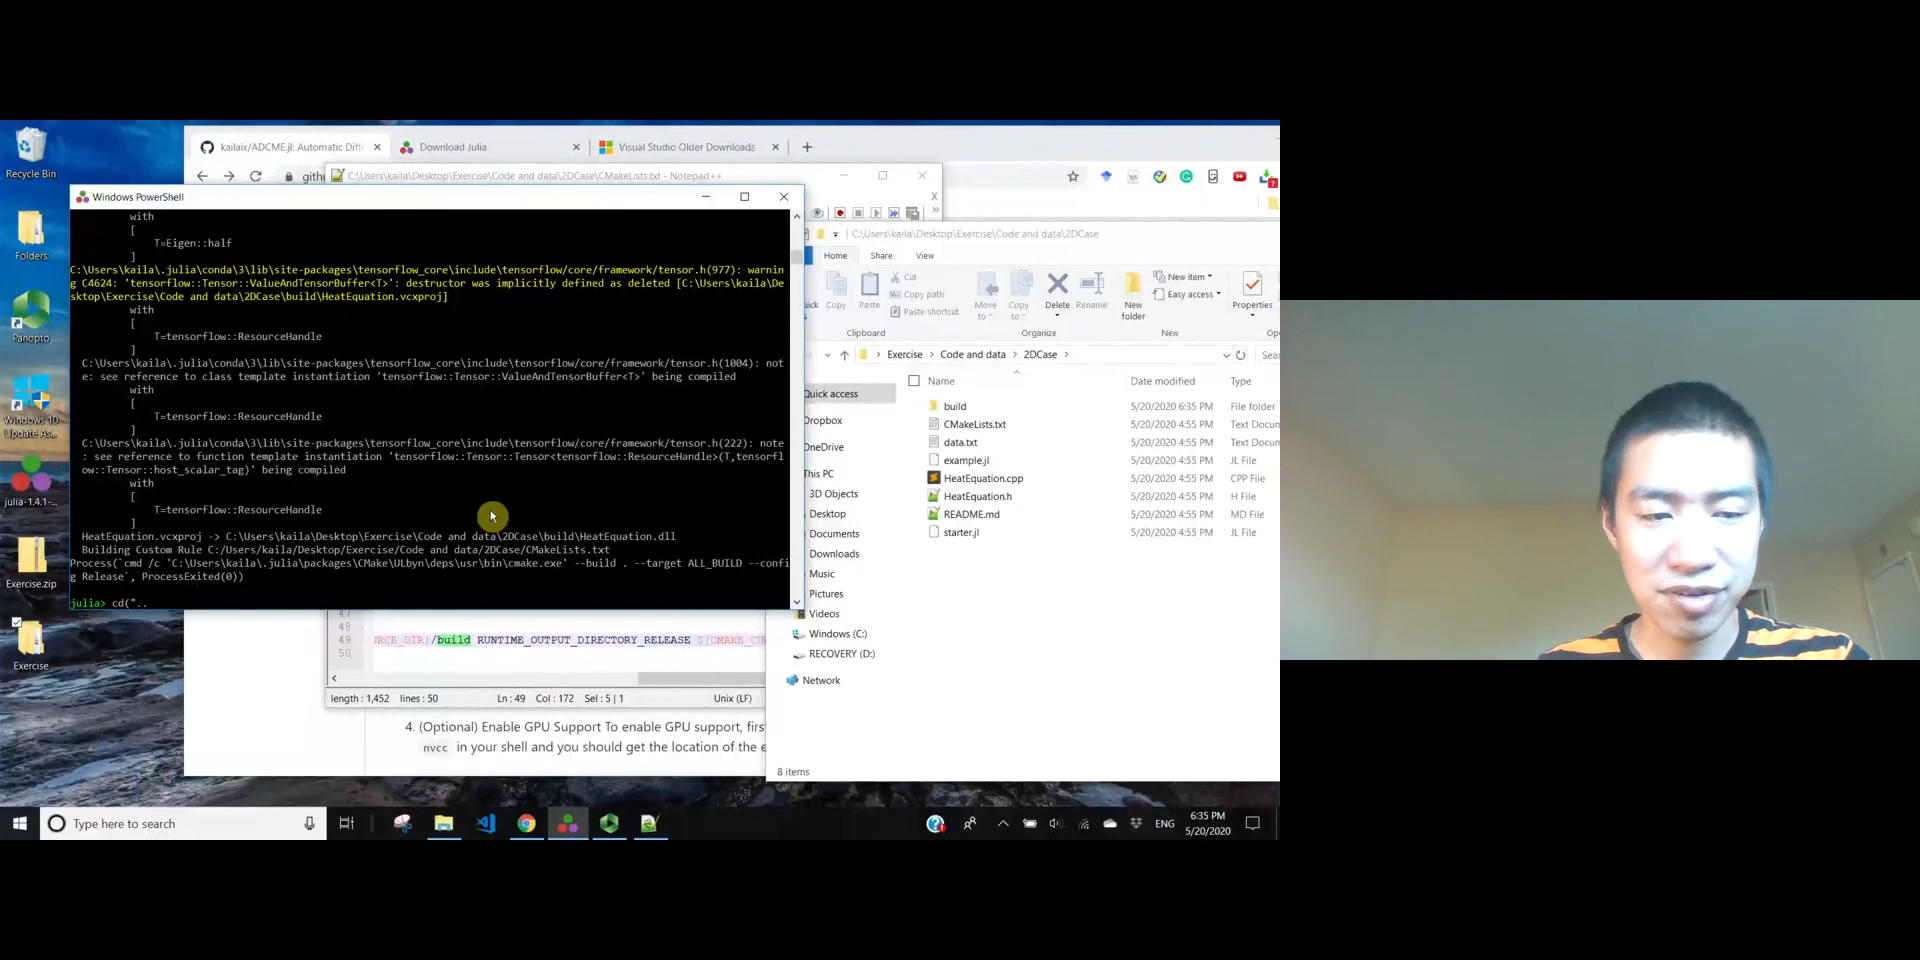 Recycle Bin
Folders
Panopto
Windows 10
Update As...
julia-1.4.1-...
Exercise.zip
Exercise
kailaix/ADCME.jl: Automatic Diff
Download Julia
Visual Studio Older Downloads
githu
C:\Users\kaila\Desktop\Exercise\Code and data\2DCase\CMakeLists.txt - Notepad++
Windows PowerShell
with
[
T=Eigen::half
]
C:\Users\kaila\.julia\conda\3\lib\site-packages\tensorflow_core\include\tensorflow/core/framework/tensor.h(977): warnin
g C4624: 'tensorflow::Tensor::ValueAndTensorBuffer<T>': destructor was implicitly defined as deleted [C:\Users\kaila\De
sktop\Exercise\Code and data\2DCase\build\HeatEquation.vcxproj]
with
[
T=tensorflow::ResourceHandle
]
C:\Users\kaila\.julia\conda\3\lib\site-packages\tensorflow_core\include\tensorflow/core/framework/tensor.h(1004): not
e: see reference to class template instantiation 'tensorflow::Tensor::ValueAndTensorBuffer<T>' being compiled
with
[
T=tensorflow::ResourceHandle
]
C:\Users\kaila\.julia\conda\3\lib\site-packages\tensorflow_core\include\tensorflow/core/framework/tensor.h(222): note
: see reference to function template instantiation 'tensorflow::Tensor::Tensor<tensorflow::ResourceHandle>(T,tensorfl
ow::Tensor::host_scalar_tag)' being compiled
with
[
T=tensorflow::ResourceHandle
]
HeatEquation.vcxproj -> C:\Users\kaila\Desktop\Exercise\Code and data\2DCase\build\HeatEquation.dll
Building Custom Rule C:/Users/kaila/Desktop/Exercise/Code and data/2DCase/CMakeLists.txt
Process(`cmd /c 'C:\Users\kaila\.julia\packages\CMake\ULbyn\deps\usr\bin\cmake.exe' --build . --target ALL_BUILD --confi
g Release`, ProcessExited(0))
julia> cd("..
47
48
49
50
RCE_DIR}/build RUNTIME_OUTPUT_DIRECTORY_RELEASE ${CMAKE_CU
length : 1,452 lines : 50
Ln : 49 Col : 172 Sel : 5 | 1
Unix (LF)
4. (Optional) Enable GPU Support To enable GPU support, firs
nvcc in your shell and you should get the location of the e
C:\Users\kaila\Desktop\Exercise\Code and data\2DCase
Home
Share
View
Copy
Paste
Cut
Copy path
Paste shortcut
Clipboard
Move
to
Copy
to
Delete
Rename
Organize
New
folder
New item
Easy access
New
Properties
Exercise > Code and data > 2DCase >
Sear
Name
Date modified
Type
build 5/20/2020 6:35 PM File folder
CMakeLists.txt 5/20/2020 4:55 PM Text Docun
data.txt 5/20/2020 4:55 PM Text Docun
example.jl 5/20/2020 4:55 PM JL File
HeatEquation.cpp 5/20/2020 4:55 PM CPP File
HeatEquation.h 5/20/2020 4:55 PM H File
README.md 5/20/2020 4:55 PM MD File
starter.jl 5/20/2020 4:55 PM JL File
Quick access
Dropbox
OneDrive
This PC
3D Objects
Desktop
Documents
Downloads
Music
Pictures
Videos
Windows (C:)
RECOVERY (D:)
Network
8 items
Type here to search
ENG
6:35 PM
5/20/2020